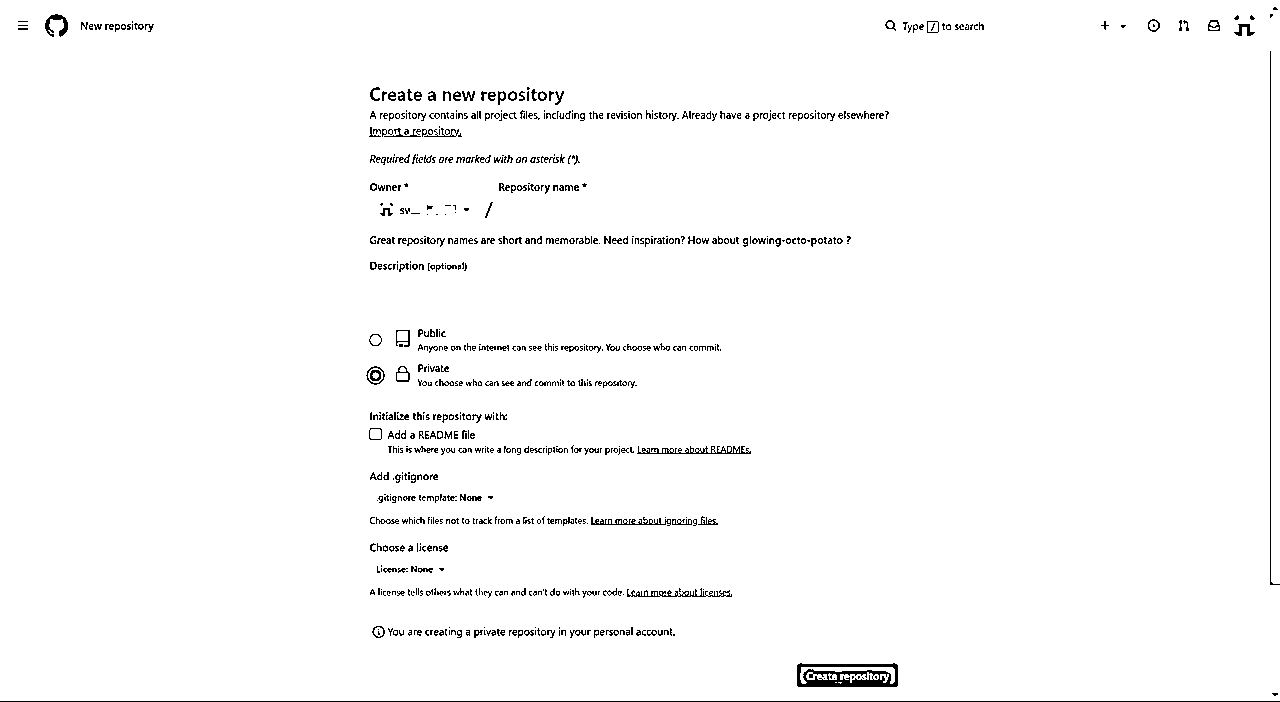 New repository
Type / to search
Create a new repository
A repository contains all project files, including the revision history. Already have a project repository elsewhere?
Import a repository.
Required fields are marked with an asterisk (*).
Owner * Repository name *
/
Great repository names are short and memorable. Need inspiration? How about glowing-octo-potato ?
Description (optional)
Public
Anyone on the internet can see this repository. You choose who can commit.
Private
You choose who can see and commit to this repository.
Initialize this repository with:
Add a README file
This is where you can write a long description for your project. Learn more about READMEs.
Add .gitignore
.gitignore template: None
Choose which files not to track from a list of templates. Learn more about ignoring files.
Choose a license
License: None
A license tells others what they can and can't do with your code. Learn more about licenses.
You are creating a private repository in your personal account.
Create repository